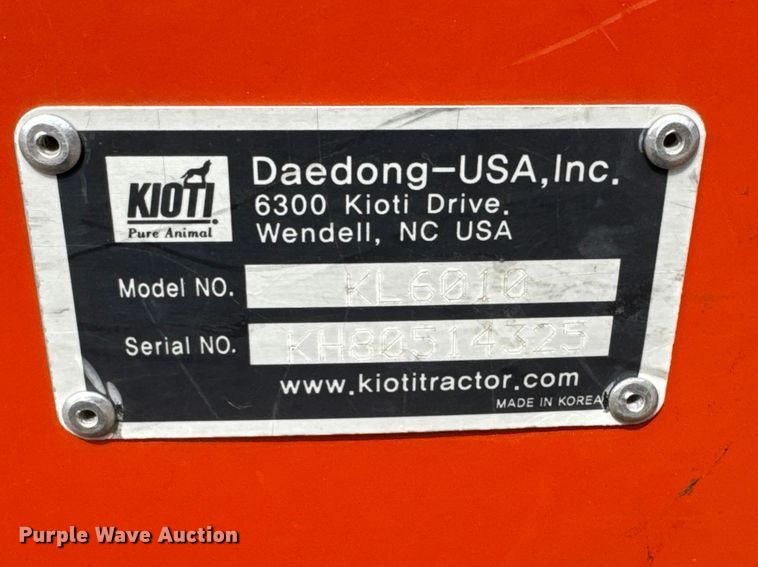 KIOTI
Pure Animal
Daedong-USA, Inc.
6300 Kioti Drive.
Wendell, NC USA
Model NO. KL6010
Serial NO. KH80514325
www.kiotitractor.com
MADE IN KOREA
Purple Wave Auction